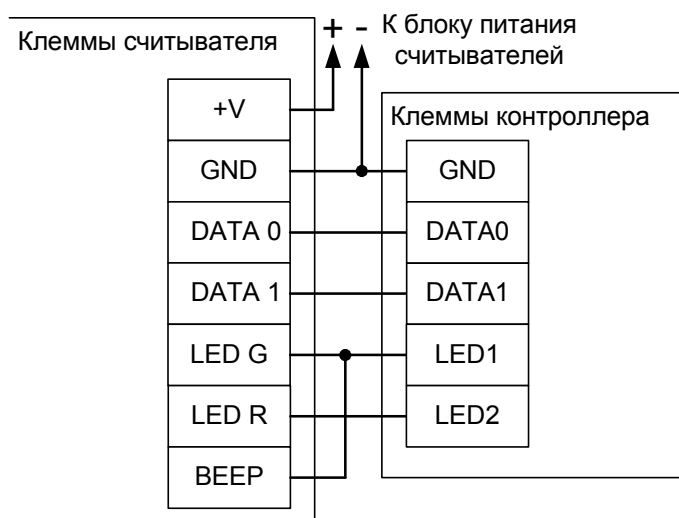 Клеммы считывателя
+ -
К блоку питания
считывателей
Клеммы контроллера
+V
GND
DATA 0
DATA 1
LED G
LED R
BEEP
GND
DATA0
DATA1
LED1
LED2